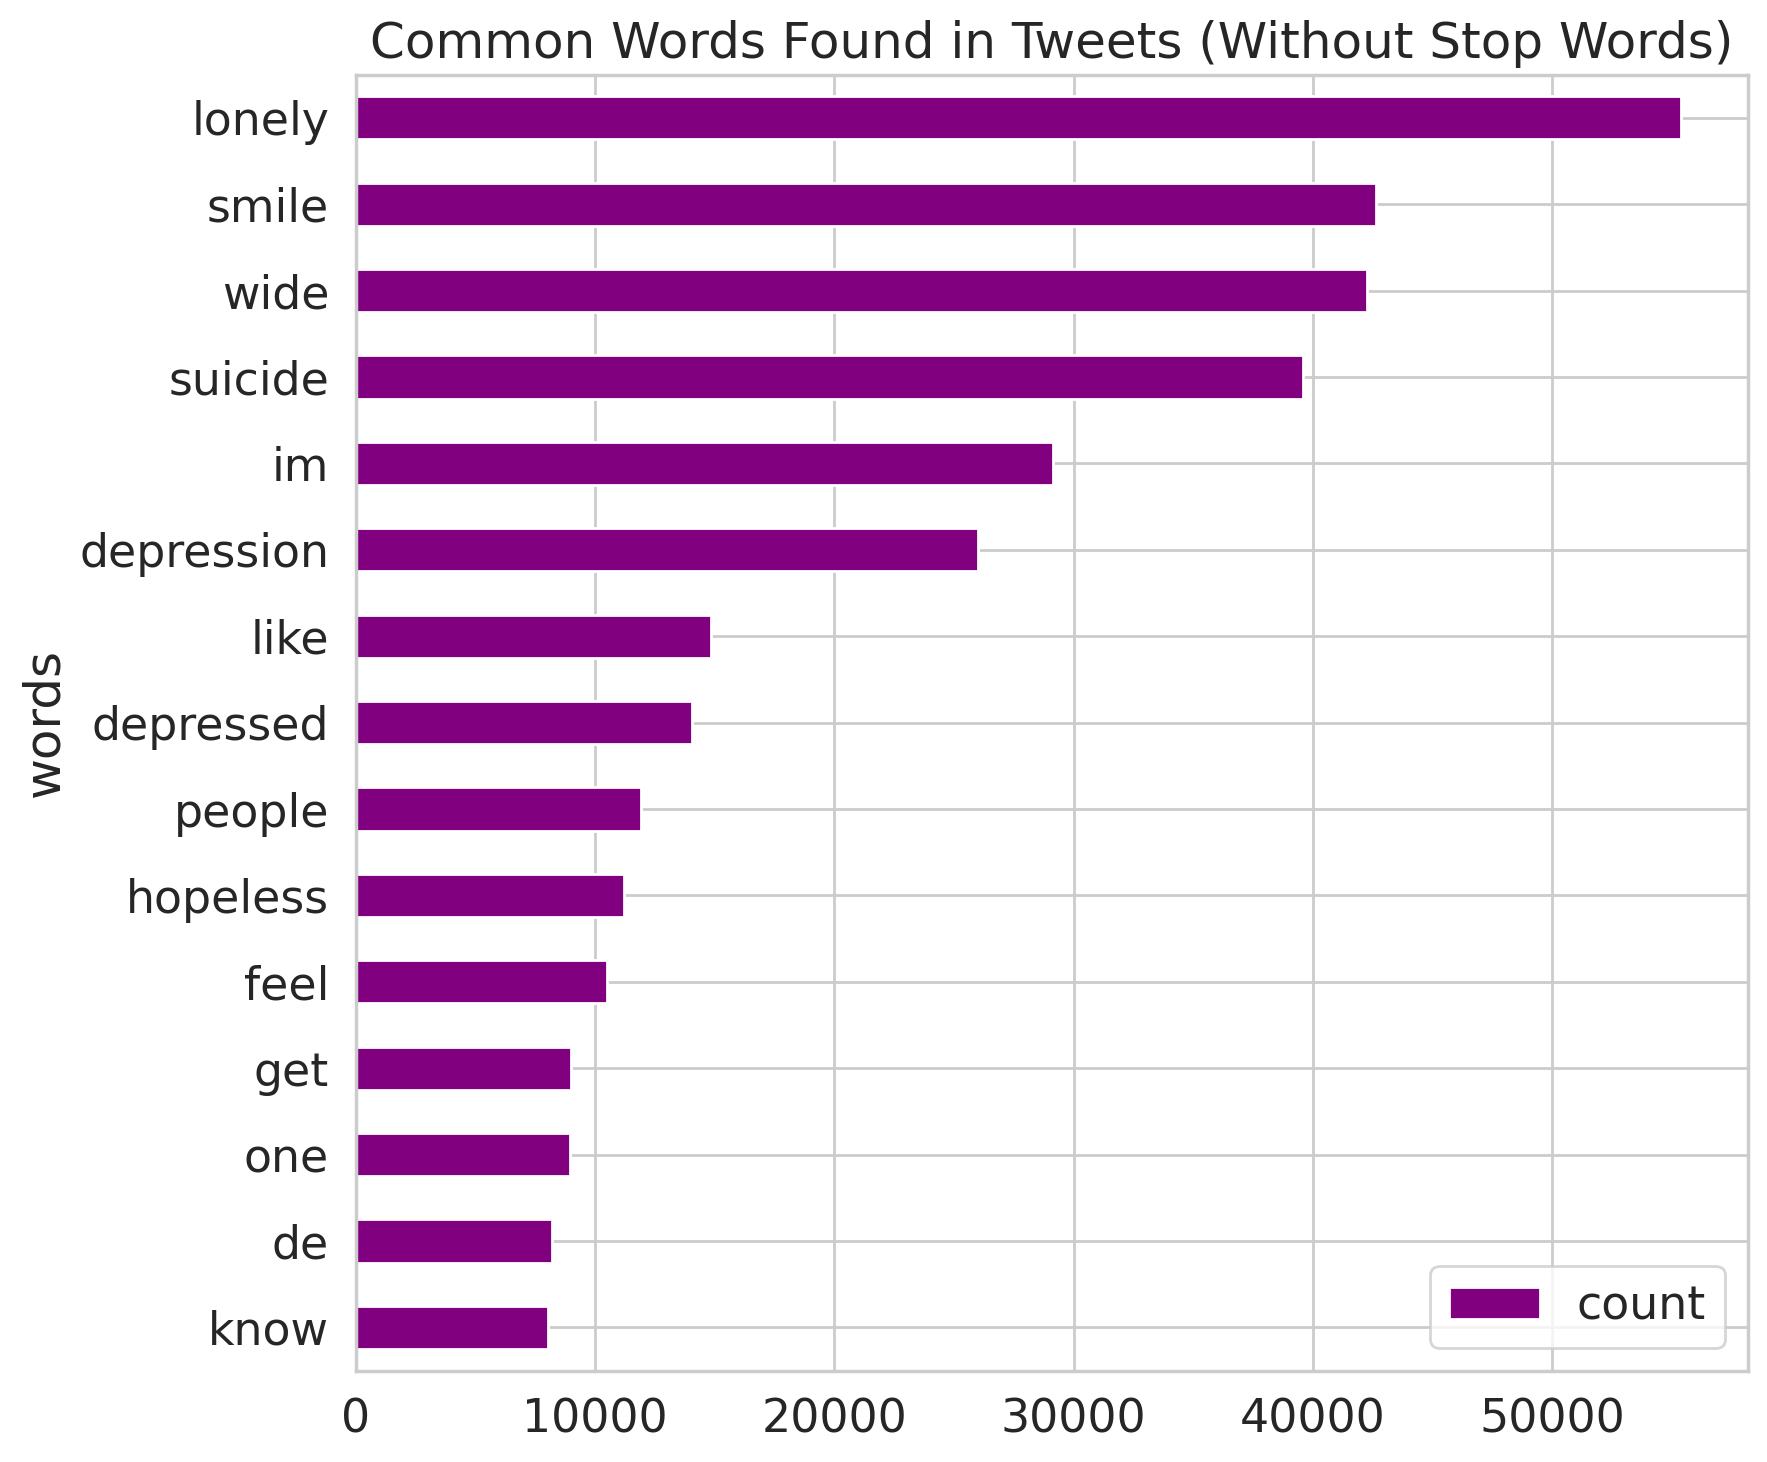 Common Words Found in Tweets (Without Stop Words)
words
lonely
smile
wide
suicide
im
depression
like
depressed
people
hopeless
feel
get
one
de
know
count
0 10000 20000 30000 40000 50000